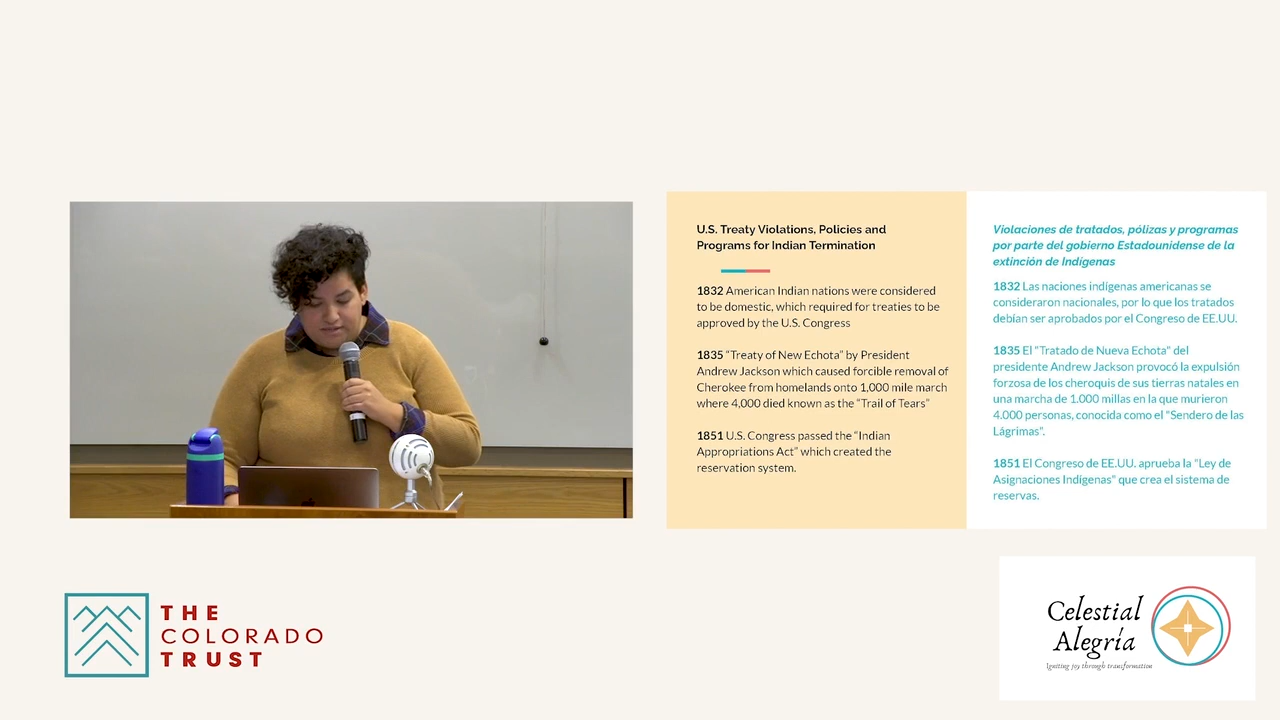 U.S. Treaty Violations, Policies and
Programs for Indian Termination
1832 American Indian nations were considered
to be domestic, which required for treaties to be
approved by the U.S. Congress
1835 “Treaty of New Echota” by President
Andrew Jackson which caused forcible removal of
Cherokee from homelands onto 1,000 mile march
where 4,000 died known as the “Trail of Tears”
1851 U.S. Congress passed the “Indian
Appropriations Act” which created the
reservation system.
Violaciones de tratados, pólizas y programas
por parte del gobierno Estadounidense de la
extinción de Indígenas
1832 Las naciones indígenas americanas se
consideraron nacionales, por lo que los tratados
debían ser aprobados por el Congreso de EE.UU.
1835 El "Tratado de Nueva Echota" del
presidente Andrew Jackson provocó la expulsión
forzosa de los cheroquis de sus tierras natales en
una marcha de 1.000 millas en la que murieron
4.000 personas, conocida como el "Sendero de las
Lágrimas".
1851 El Congreso de EE.UU. aprueba la "Ley de
Asignaciones Indígenas" que crea el sistema de
reservas.
THE
COLORADO
TRUST
Celestial
Alegría
Igniting joy through transformation